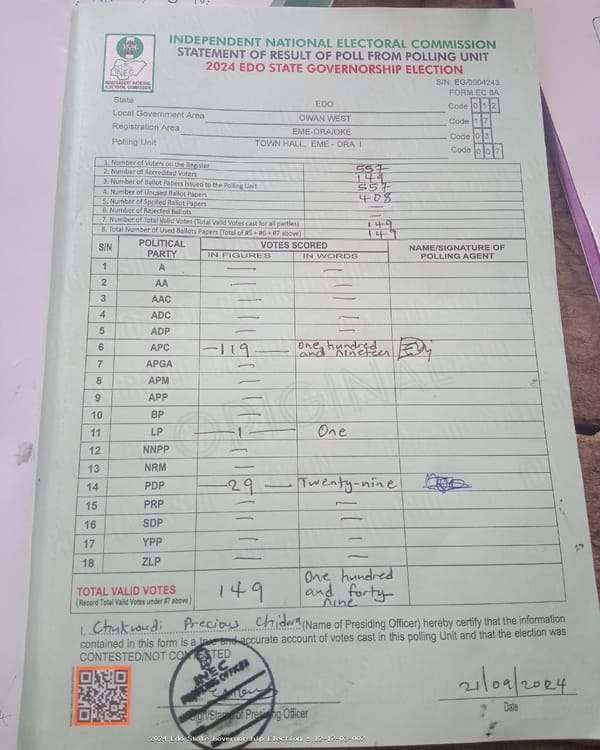 INEC
INDEPENDENT NATIONAL
ELECTORAL COMMISSION
INDEPENDENT NATIONAL ELECTORAL COMMISSION
STATEMENT OF RESULT OF POLL FROM POLLING UNIT
2024 EDO STATE GOVERNORSHIP ELECTION
S/N: EG/0004243
FORM EC 8A
State EDO Code 0 1 2
Local Government Area OWAN WEST Code 1 7
Registration Area EME-ORA/OKE Code 0 3
Polling Unit TOWN HALL, EME - ORA I Code 0 0 7
1. Number of Voters on the Register 557
2. Number of Accredited Voters 149
3. Number of Ballot Papers Issued to the Polling Unit 557
4. Number of Unused Ballot Papers 408
5. Number of Spoiled Ballot Papers —
6. Number of Rejected Ballots —
7. Number of Total Valid Votes (Total Valid Votes cast for all parties) 149
8. Total Number of Used Ballots Papers (Total of #5 + #6 + #7 above) 149
S/N POLITICAL PARTY VOTES SCORED NAME/SIGNATURE OF POLLING AGENT
IN FIGURES IN WORDS
1 A — —
2 AA — —
3 AAC — —
4 ADC — —
5 ADP — —
6 APC —119— One hundred and nineteen
7 APGA —
8 APM —
9 APP —
10 BP —
11 LP —1— One
12 NNPP —
13 NRM —
14 PDP —29— Twenty-nine
15 PRP — —
16 SDP — —
17 YPP — —
18 ZLP — —
ORIGINAL
TOTAL VALID VOTES 149 One hundred and forty nine
(Record Total Valid Votes under #7 above)
I, Chukwudi Precious Chidera (Name of Presiding Officer) hereby certify that the information
contained in this form is a true and accurate account of votes cast in this polling Unit and that the election was
CONTESTED/NOT CONTESTED
INEC
PRESIDING OFFICER
21/09/2024
Sign/Stamp of Presiding Officer Date
2024 Edo State Governorship Election - 12-17-03-007